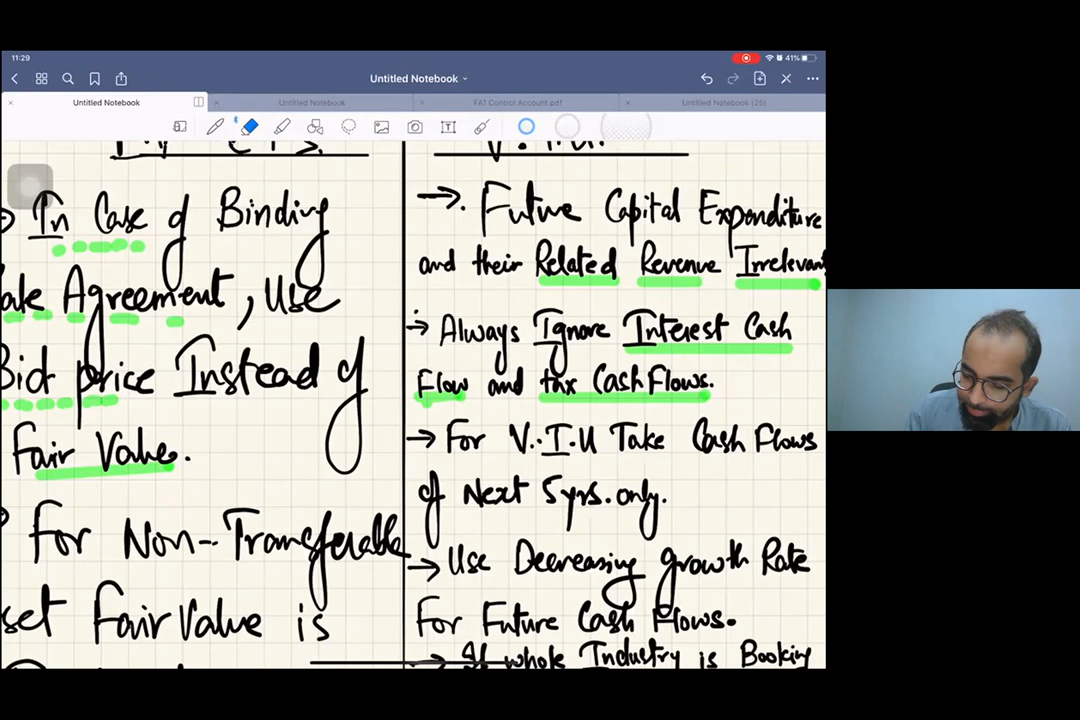 11:29
41%
Untitled Notebook
Untitled Notebook
Untitled Notebook
FA1 Control Account.pdf
Untitled Notebook (25)
In Case of Binding
Agreement, Use
Bid price Instead of
Fair Value.
For Non-Transferable
Fair Value is
→. Future Capital Expenditure
and their Related Revenue Irrelevant
→ Always Ignore Interest Cash
Flow and tax Cash Flows.
→ For V.I.U Take Cash Flows
of Next 5yrs. only.
→ Use Decreasing growth Rate
For Future Cash Flows.
→ If whole Industry is Booking